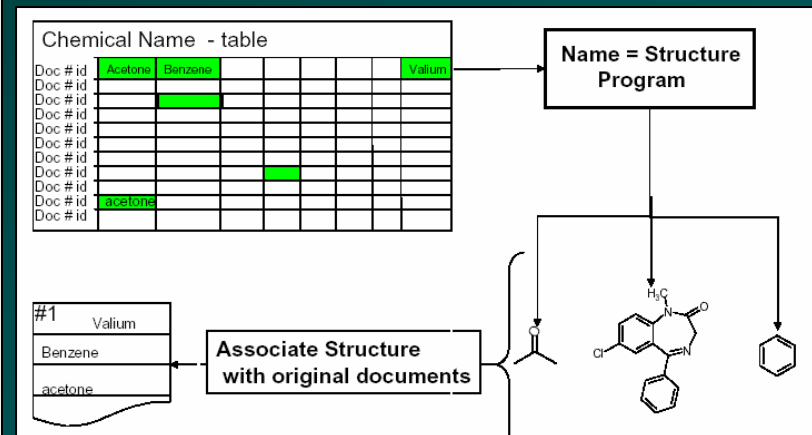 Chemical Name - table
Doc # id Acetone Benzene Valium
Doc # id
Doc # id
Doc # id
Doc # id
Doc # id
Doc # id
Doc # id
Doc # id
Doc # id acetone
Doc # id
Name = Structure
Program
H₃C
N
O
Cl
N
O
#1 Valium
Benzene
acetone
Associate Structure
with original documents